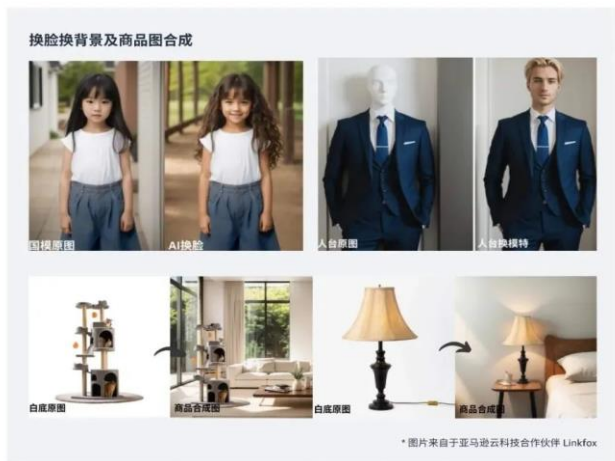 换脸换背景及商品图合成
国模原图
AI换脸
人台原图
人台换模特
白底原图
商品合成图
白底原图
商品合成图
* 图片来自于亚马逊云科技合作伙伴 Linkfox